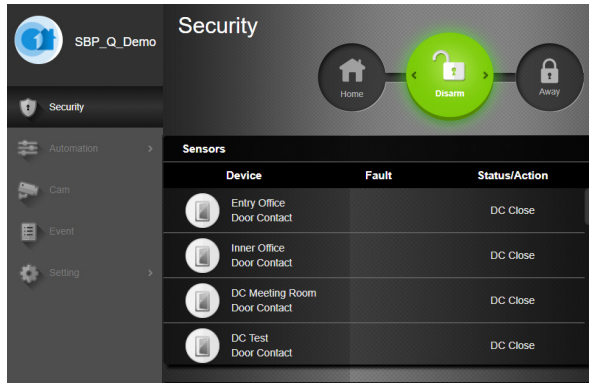 SBP_Q_Demo
Security
Home
Disarm
Away
Security
Automation
Cam
Event
Setting
Sensors
Device Fault Status/Action
Entry Office
Door Contact
DC Close
Inner Office
Door Contact
DC Close
DC Meeting Room
Door Contact
DC Close
DC Test
Door Contact
DC Close